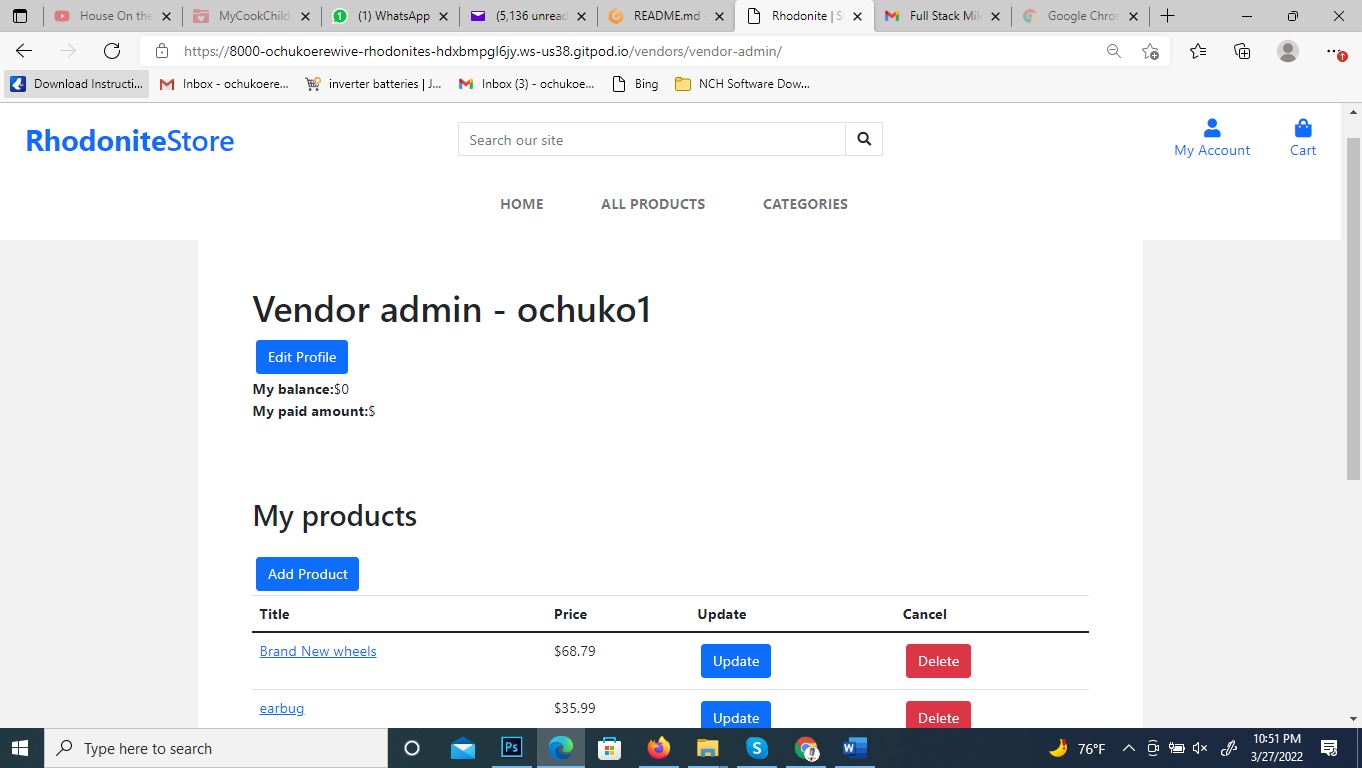 House On the
MyCookChild
(1) WhatsApp
(5,136 unread
README.md
Rhodonite | S
Full Stack Mil
Google Chror
https://8000-ochukoerewive-rhodonites-hdxbmpgl6jy.ws-us38.gitpod.io/vendors/vendor-admin/
Download Instructi...
Inbox - ochukoere...
inverter batteries | J...
Inbox (3) - ochukoe...
Bing
NCH Software Dow...
RhodoniteStore
Search our site
My Account
Cart
HOME
ALL PRODUCTS
CATEGORIES
Vendor admin - ochuko1
Edit Profile
My balance:$0
My paid amount:$
My products
Add Product
Title Price Update Cancel
Brand New wheels $68.79 Update Delete
earbug $35.99 Update Delete
Type here to search
76°F
10:51 PM
3/27/2022